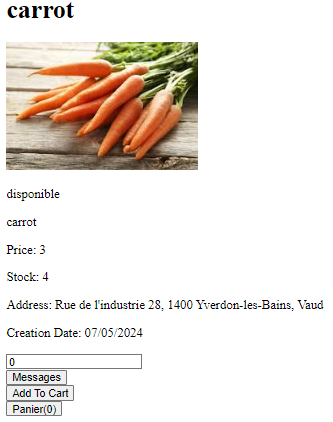 carrot
disponible
carrot
Price: 3
Stock: 4
Address: Rue de l'industrie 28, 1400 Yverdon-les-Bains, Vaud
Creation Date: 07/05/2024
0
Messages
Add To Cart
Panier(0)